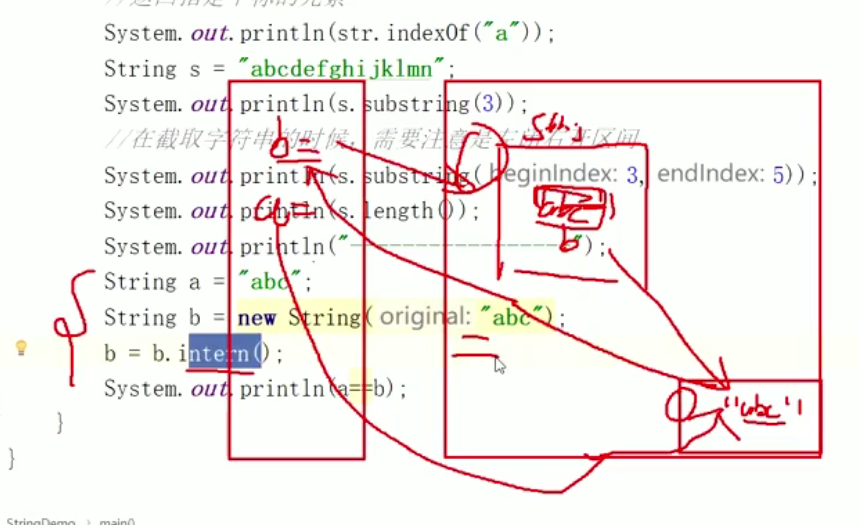 //返回指定下标的元素
System.out.println(str.indexOf("a"));
String s = "abcdefghijklmn";
System.out.println(s.substring(3));
//在截取字符串的时候，需要注意是左闭右开区间
System.out.println(s.substring( beginIndex: 3, endIndex: 5));
System.out.println(s.length());
System.out.println("--------------------");
String a = "abc";
String b = new String( original: "abc");
b = b.intern();
System.out.println(a==b);
}
}
b=
a=
abc
b
"abc"
StringDemo > main()